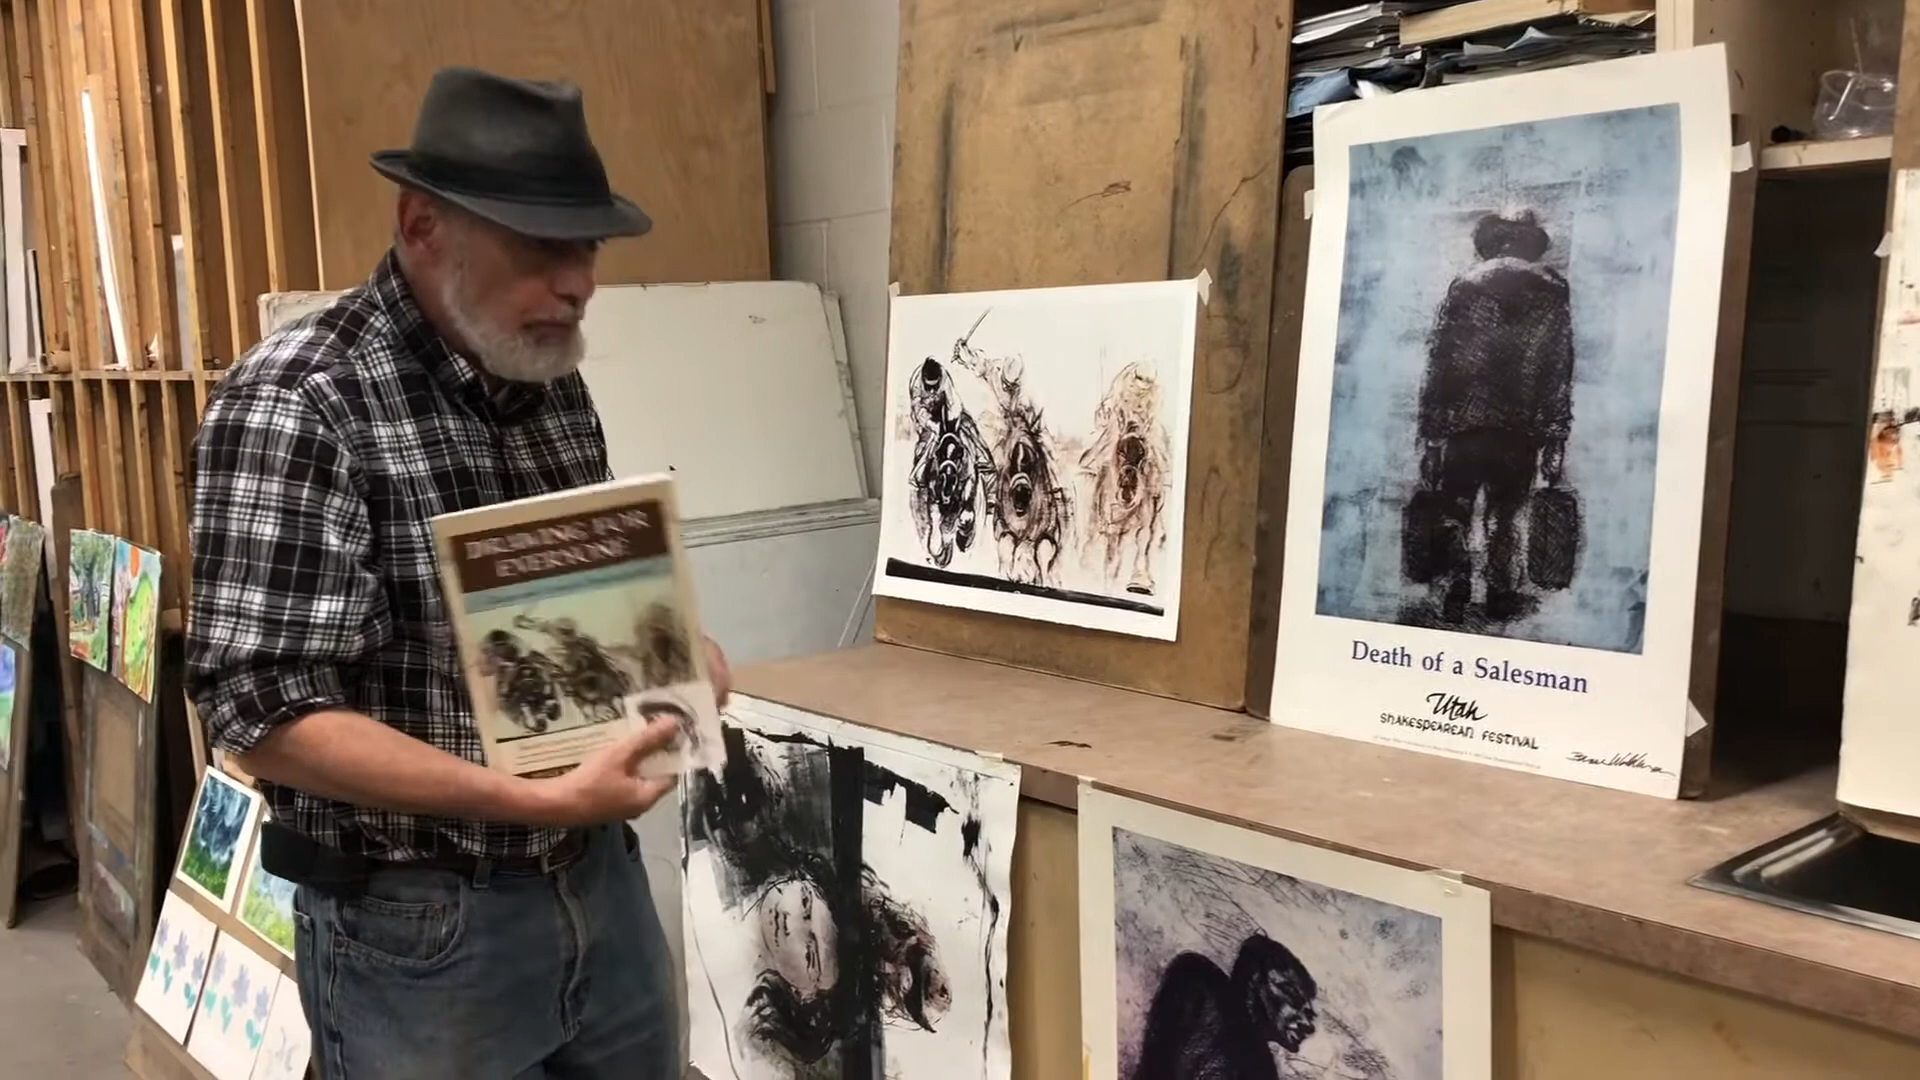 DRAWING FOR
EVERYONE
Death of a Salesman
Utah
SHAKESPEAREAN FESTIVAL